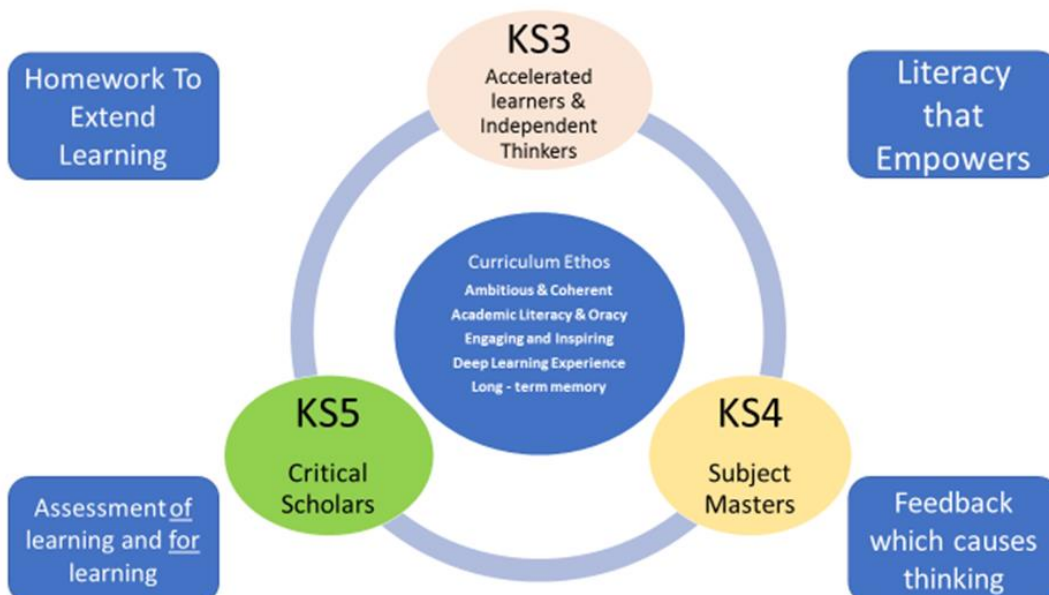 KS3
Accelerated
learners &
Independent
Thinkers
Homework To
Extend
Learning
Literacy
that
Empowers
Curriculum Ethos
Ambitious & Coherent
Academic Literacy & Oracy
Engaging and Inspiring
Deep Learning Experience
Long - term memory
KS5
Critical
Scholars
KS4
Subject
Masters
Assessment of
learning and for
learning
Feedback
which causes
thinking